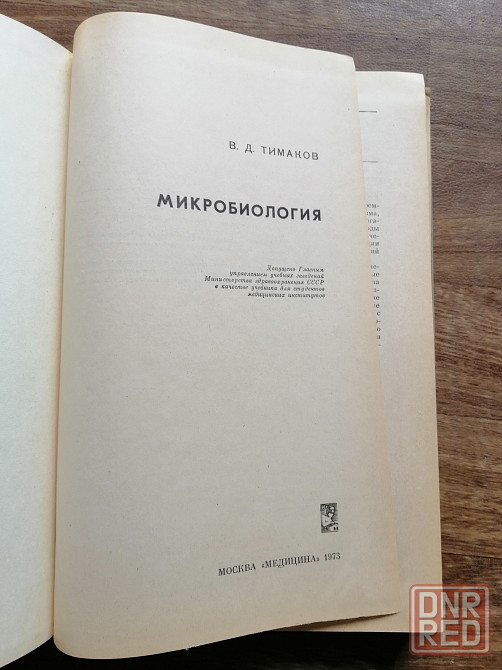 В. Д. ТИМАКОВ
МИКРОБИОЛОГИЯ
Допущено Главным
управлением учебных заведений
Министерства здравоохранения СССР
в качестве учебника для студентов
медицинских институтов
МОСКВА «МЕДИЦИНА» 1973
DNR
RED